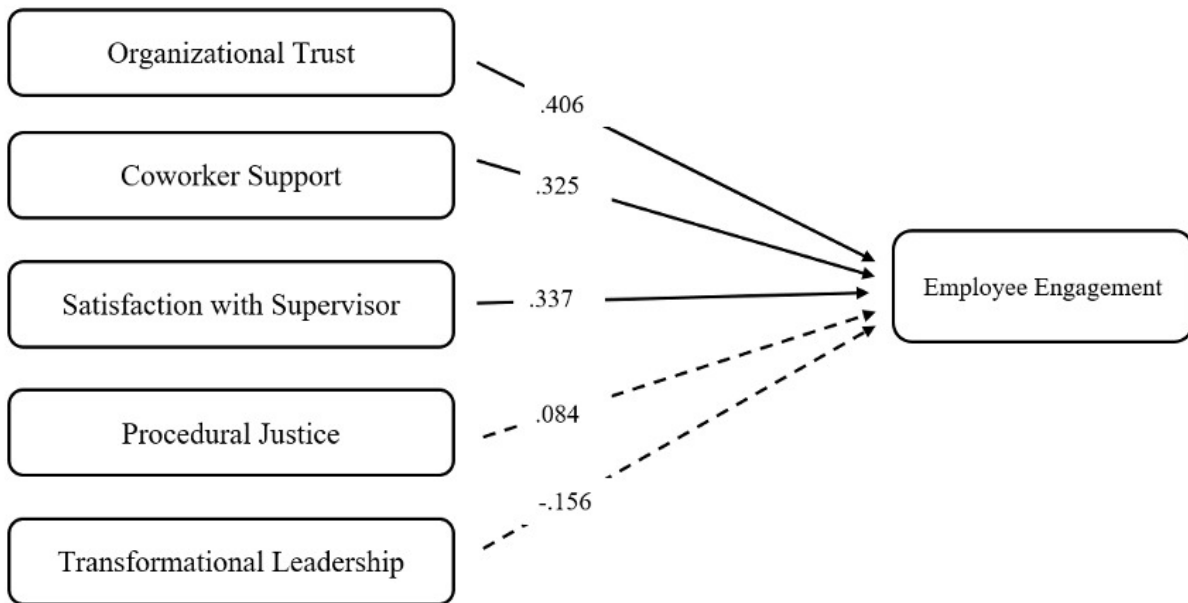 Organizational Trust
.406
Coworker Support
.325
Satisfaction with Supervisor
.337
Employee Engagement
Procedural Justice
.084
-.156
Transformational Leadership